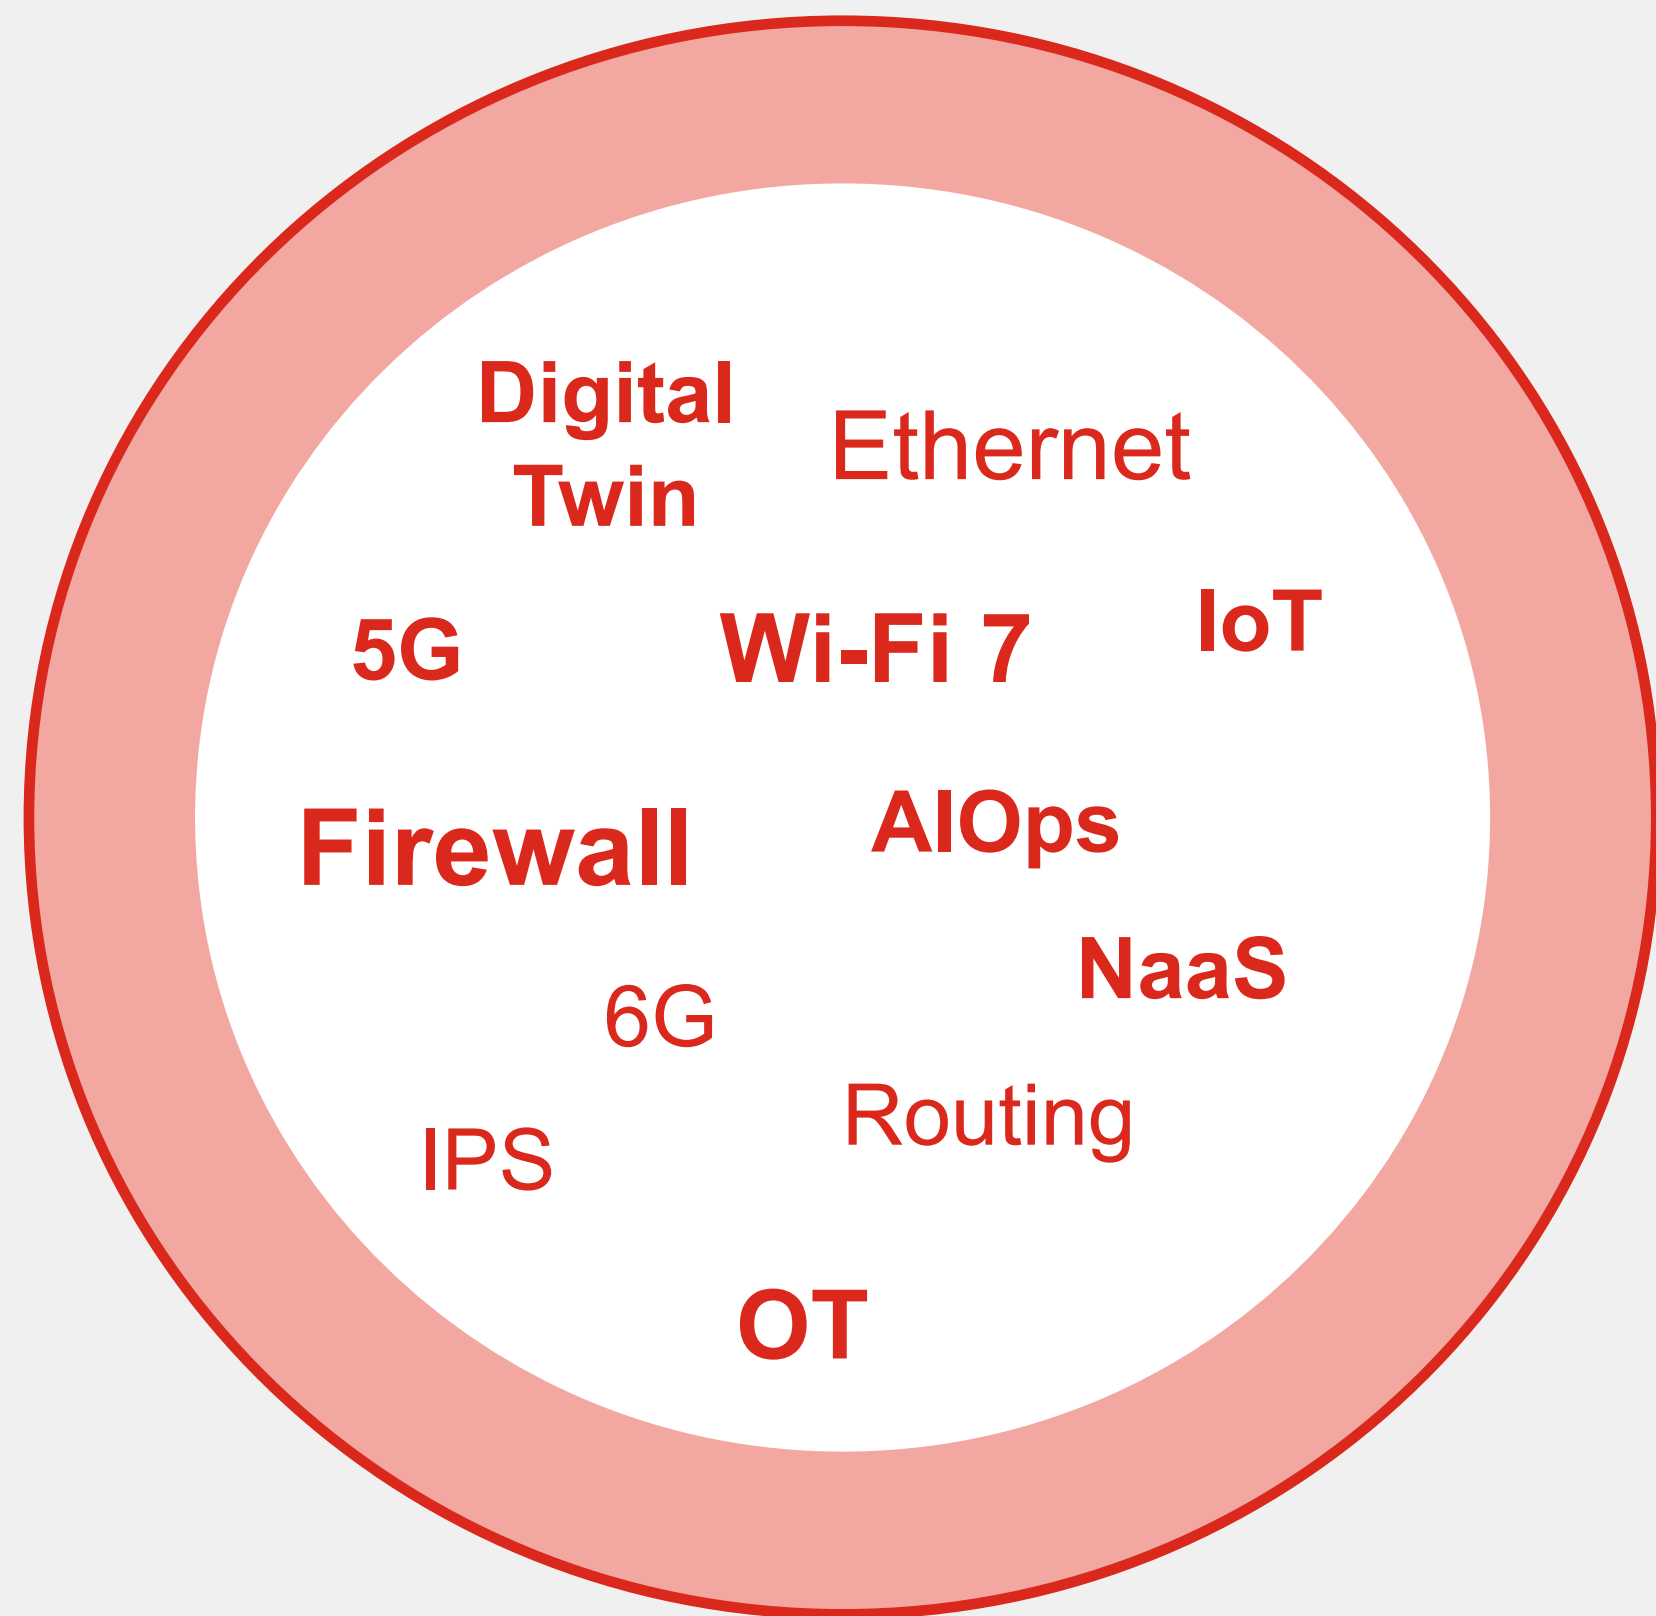 Digital
Twin
Ethernet
5G
Wi-Fi 7
IoT
Firewall
AIOps
NaaS
6G
Routing
IPS
OT